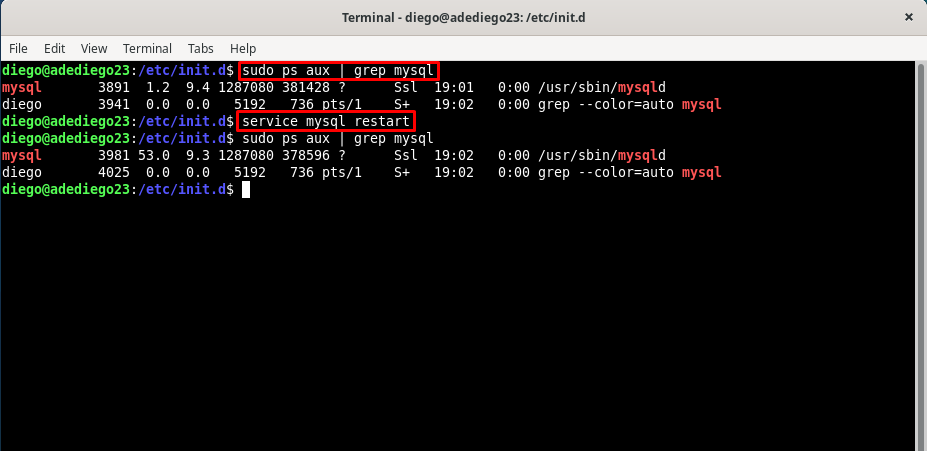 Terminal - diego@adediego23: /etc/init.d
File Edit View Terminal Tabs Help
diego@adediego23:/etc/init.d$ sudo ps aux | grep mysql
mysql       3891  1.2  9.4 1287080 381428 ?      Ssl  19:01   0:00 /usr/sbin/mysqld
diego       3941  0.0  0.0   5192   736 pts/1    S+   19:02   0:00 grep --color=auto mysql
diego@adediego23:/etc/init.d$ service mysql restart
diego@adediego23:/etc/init.d$ sudo ps aux | grep mysql
mysql       3981 53.0  9.3 1287080 378596 ?      Ssl  19:02   0:00 /usr/sbin/mysqld
diego       4025  0.0  0.0   5192   736 pts/1    S+   19:02   0:00 grep --color=auto mysql
diego@adediego23:/etc/init.d$